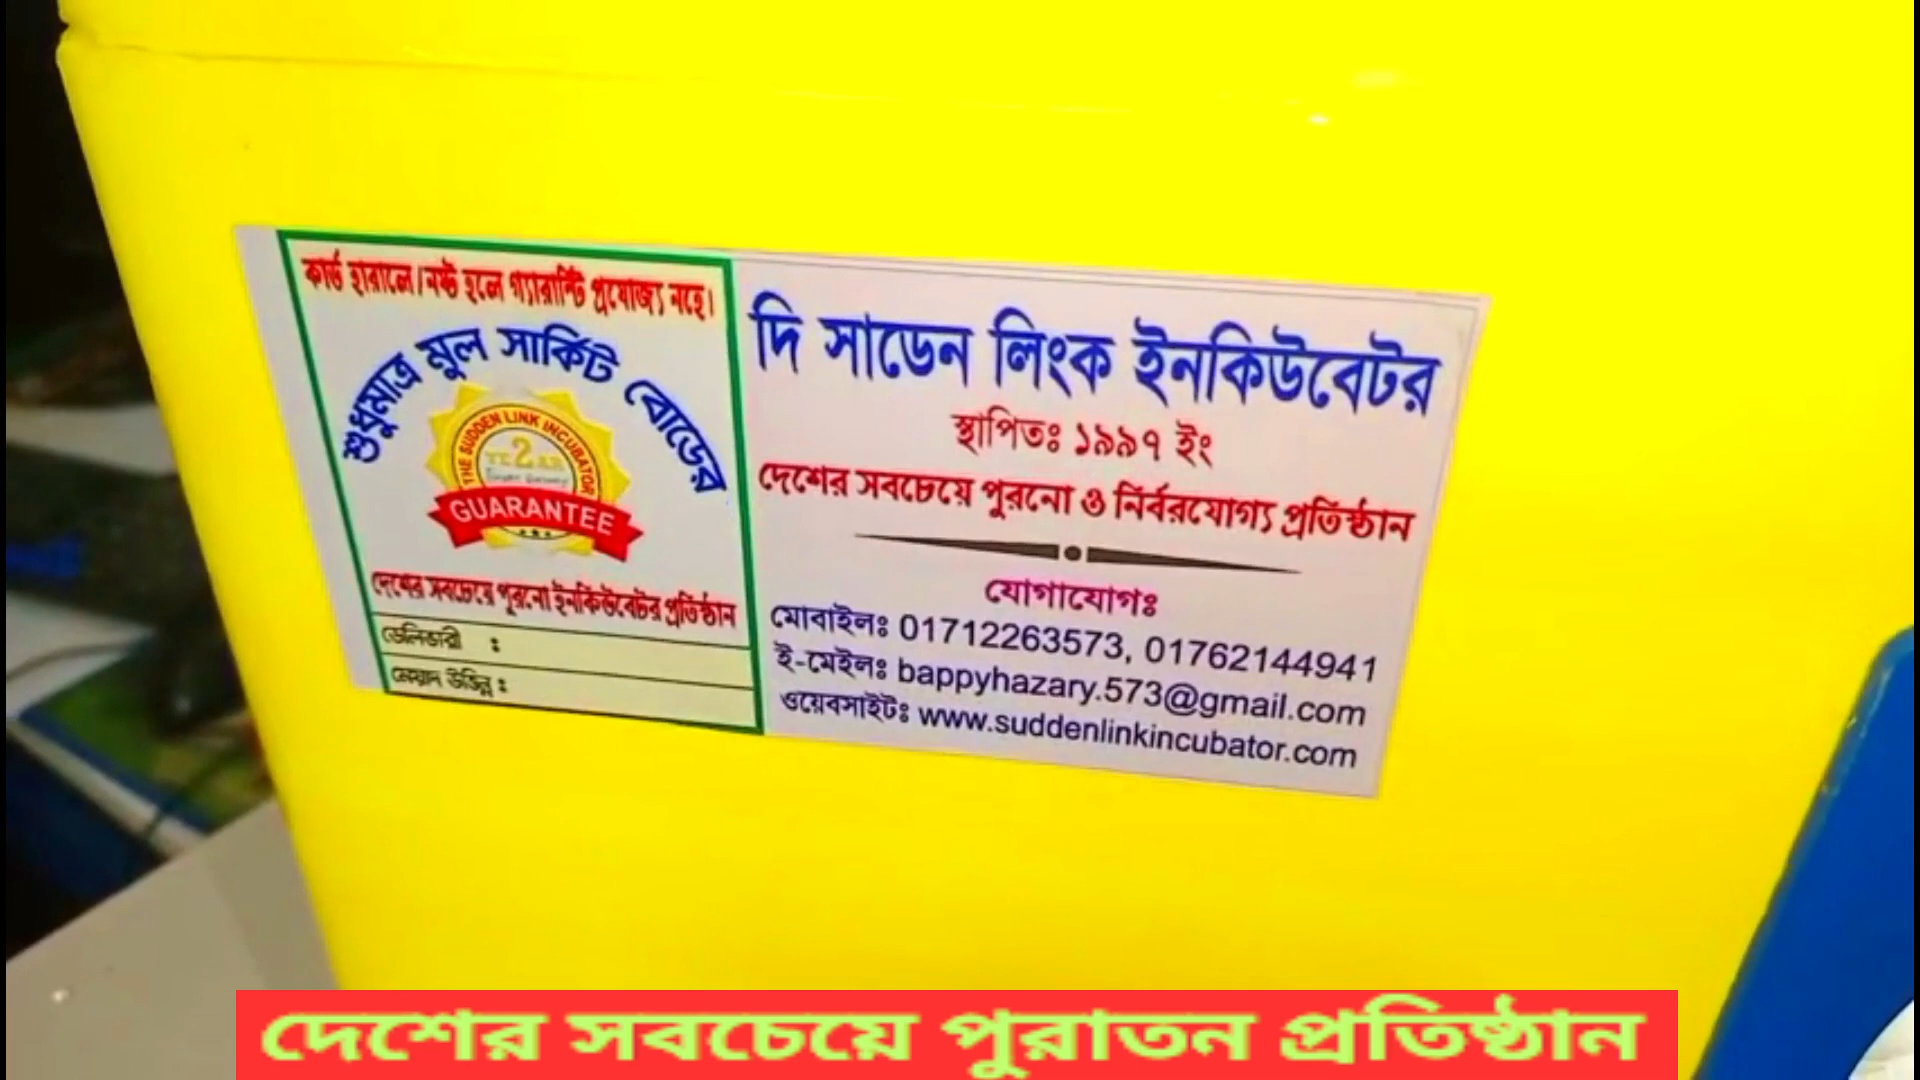 কার্ড হারালে/নষ্ট হলে গ্যারান্টি প্রযোজ্য নহে।
শুধুমাত্র মুল সার্কিট বোর্ডের
THE SUDDEN LINK INCUBATOR
2
GUARANTEE
দেশের সবচেয়ে পুরনো ইনকিউবেটর প্রতিষ্ঠান
ডেলিভারী :
মেয়াদ উত্তির্ন :
দি সাডেন লিংক ইনকিউবেটর
স্থাপিতঃ ১৯৯৭ ইং
দেশের সবচেয়ে পুরনো ও নির্বরযোগ্য প্রতিষ্ঠান
যোগাযোগঃ
মোবাইলঃ 01712263573, 01762144941
ই-মেইলঃ bappyhazary.573@gmail.com
ওয়েবসাইটঃ www.suddenlinkincubator.com
দেশের সবচেয়ে পুরাতন প্রতিষ্ঠান